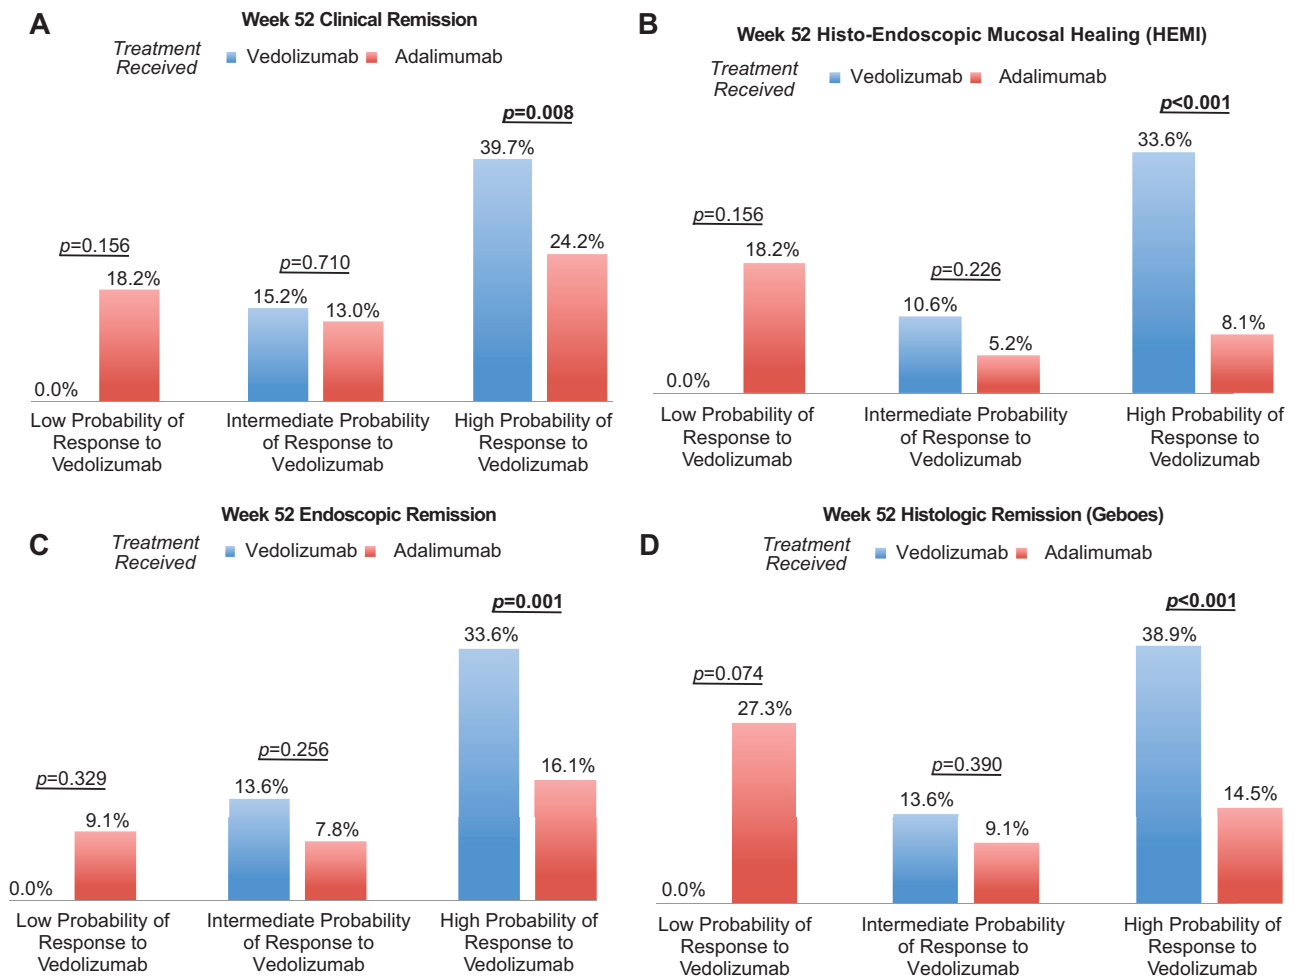 A
Week 52 Clinical Remission
Treatment
Received
Vedolizumab
Adalimumab
p=0.008
39.7%
p=0.156
24.2%
p=0.710
18.2%
15.2%
13.0%
0.0%
Low Probability of
Response to
Vedolizumab
Intermediate Probability
of Response to
Vedolizumab
High Probability of
Response to
Vedolizumab
B
Week 52 Histo-Endoscopic Mucosal Healing (HEMI)
Treatment
Received
Vedolizumab
Adalimumab
p<0.001
33.6%
p=0.156
18.2%
p=0.226
10.6%
5.2%
8.1%
0.0%
Low Probability of
Response to
Vedolizumab
Intermediate Probability
of Response to
Vedolizumab
High Probability of
Response to
Vedolizumab
C
Week 52 Endoscopic Remission
Treatment
Received
Vedolizumab
Adalimumab
p=0.001
33.6%
p=0.256
p=0.329
13.6%
16.1%
9.1%
7.8%
0.0%
Low Probability of
Response to
Vedolizumab
Intermediate Probability
of Response to
Vedolizumab
High Probability of
Response to
Vedolizumab
D
Week 52 Histologic Remission (Geboes)
Treatment
Received
Vedolizumab
Adalimumab
p<0.001
38.9%
p=0.074
27.3%
p=0.390
13.6%
9.1%
14.5%
0.0%
Low Probability of
Response to
Vedolizumab
Intermediate Probability
of Response to
Vedolizumab
High Probability of
Response to
Vedolizumab